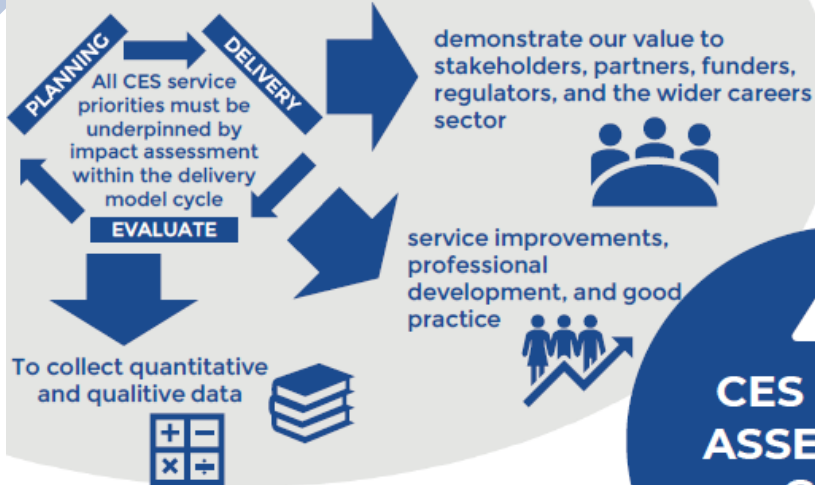 PLANNING
DELIVERY
All CES service
priorities must be
underpinned by
impact assessment
within the delivery
model cycle
EVALUATE
demonstrate our value to
stakeholders, partners, funders,
regulators, and the wider careers
sector
service improvements,
professional
development, and good
practice
To collect quantitative
and qualitive data
CES
ASSE